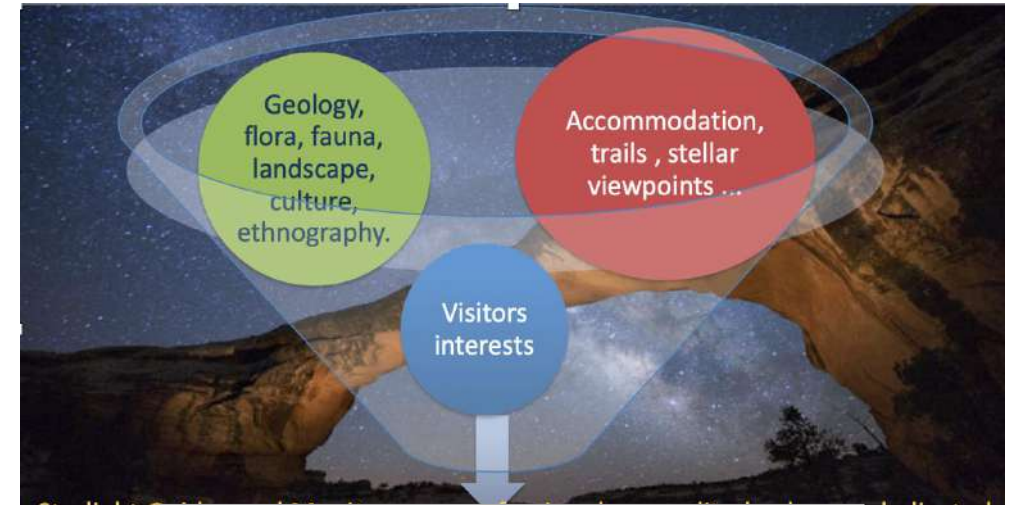 Geology,
flora, fauna,
landscape,
culture,
ethnography.
Accommodation,
trails , stellar
viewpoints ...
Visitors
interests